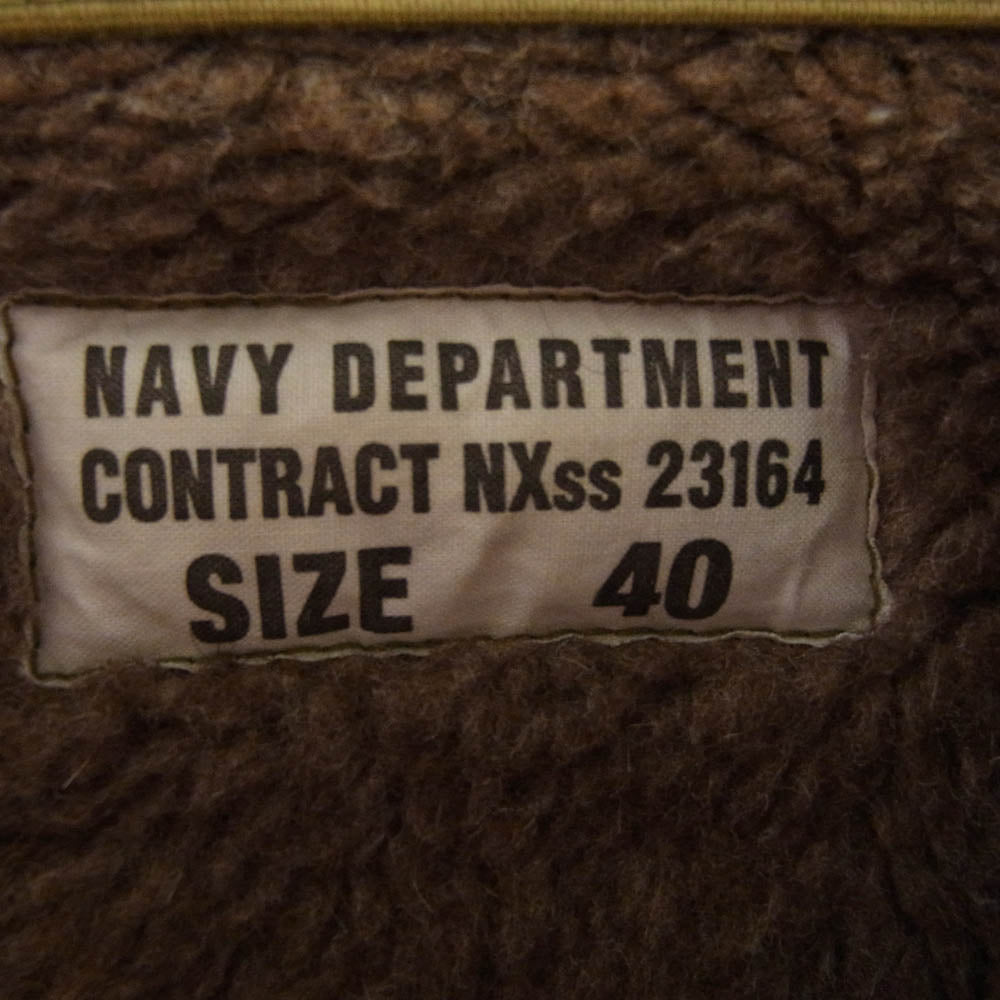 NAVY DEPARTMENT
CONTRACT NXss 23164
SIZE 40